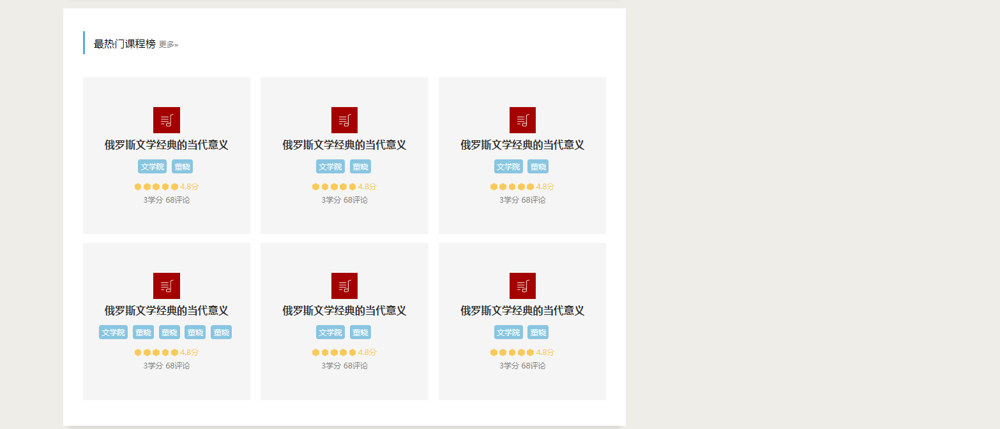 最热门课程榜 更多»
俄罗斯文学经典的当代意义
文学院 董晓
4.8分
3学分 68评论
俄罗斯文学经典的当代意义
文学院 董晓
4.8分
3学分 68评论
俄罗斯文学经典的当代意义
文学院 董晓
4.8分
3学分 68评论
俄罗斯文学经典的当代意义
文学院 董晓 董晓 董晓 董晓
4.8分
3学分 68评论
俄罗斯文学经典的当代意义
文学院 董晓
4.8分
3学分 68评论
俄罗斯文学经典的当代意义
文学院 董晓
4.8分
3学分 68评论